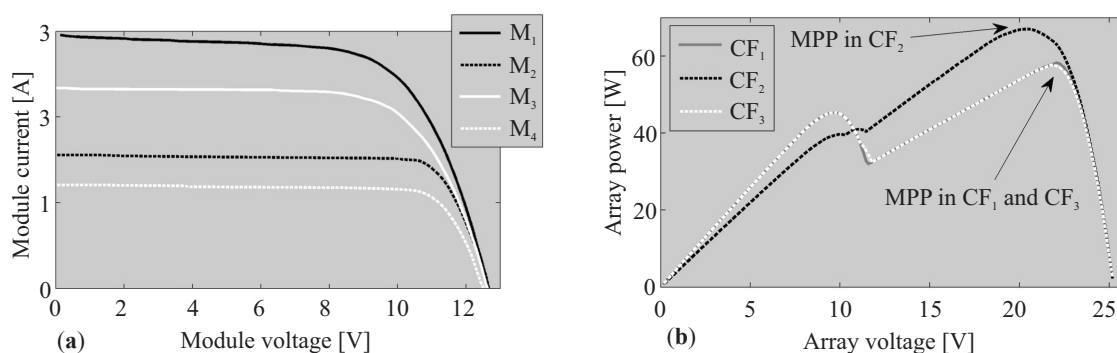 3
3
1
0
Module current [A]
0 2 4 6 8 10 12
(a) Module voltage [V]
M₁
M₂
M₃
M₄
60
40
20
0
Array power [W]
0 5 10 15 20 25
(b) Array voltage [V]
CF₁
CF₂
CF₃
MPP in CF₂
MPP in CF₁ and CF₃